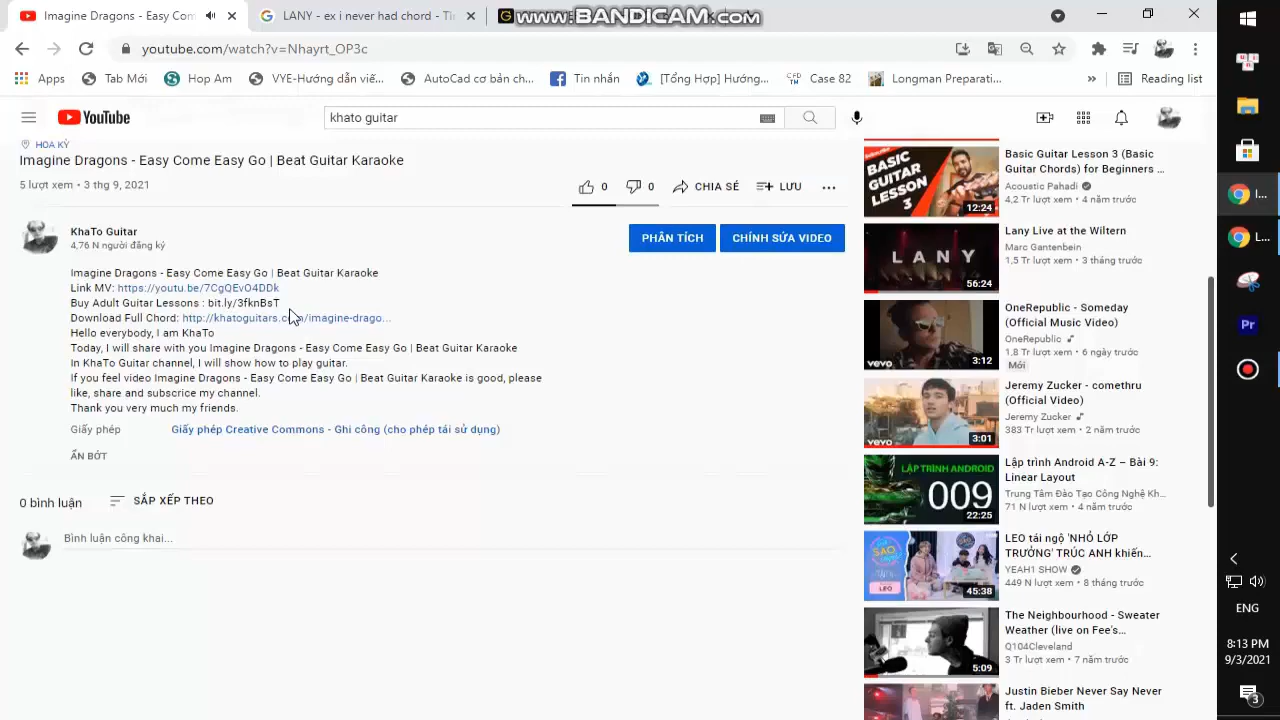 Imagine Dragons - Easy Com
LANY - ex i never had chord - Ti
www.BANDICAM.com
youtube.com/watch?v=Nhayrt_OP3c
Apps
Tab Mới
Hop Am
VYE-Hướng dẫn viế...
AutoCad cơ bản ch...
Tin nhắn
[Tổng Hợp] Hướng...
Case 82
Longman Preparati...
»
Reading list
YouTube
khato guitar
HOA KỲ
Imagine Dragons - Easy Come Easy Go | Beat Guitar Karaoke
5 lượt xem • 3 thg 9, 2021
0
0
CHIA SẺ
LƯU
KhaTo Guitar
4,76 N người đăng ký
PHÂN TÍCH
CHỈNH SỬA VIDEO
Imagine Dragons - Easy Come Easy Go | Beat Guitar Karaoke
Link MV: https://youtu.be/7CgQEvO4DDk
Buy Adult Guitar Lessons : bit.ly/3fknBsT
Download Full Chord: http://khatoguitars.c /imagine-drago...
Hello everybody, I am KhaTo
Today, I will share with you Imagine Dragons - Easy Come Easy Go | Beat Guitar Karaoke
In KhaTo Guitar channel, I will show how to play guitar.
If you feel video Imagine Dragons - Easy Come Easy Go | Beat Guitar Karaoke is good, please
like, share and subscrice my channel.
Thank you very much my friends.
Giấy phép
Giấy phép Creative Commons - Ghi công (cho phép tái sử dụng)
ẨN BỚT
0 bình luận
SẮP XẾP THEO
Bình luận công khai...
BASIC
GUITAR
LESSON
3
12:24
Basic Guitar Lesson 3 (Basic
Guitar Chords) for Beginners ...
Acoustic Pahadi
4,2 Tr lượt xem • 4 năm trước
LANY
56:24
Lany Live at the Wiltern
Marc Gantenbein
1,5 Tr lượt xem • 3 tháng trước
vevo
3:12
OneRepublic - Someday
(Official Music Video)
OneRepublic
1,8 Tr lượt xem • 6 ngày trước
Mới
vevo
3:01
Jeremy Zucker - comethru
(Official Video)
Jeremy Zucker
383 Tr lượt xem • 2 năm trước
LẬP TRÌNH ANDROID
009
22:25
Lập trình Android A-Z – Bài 9:
Linear Layout
Trung Tâm Đào Tạo Công Nghệ Kh...
71 N lượt xem • 4 năm trước
SAO
LEO
45:38
LEO tái ngộ 'NHỎ LỚP
TRƯỞNG' TRÚC ANH khiến...
YEAH1 SHOW
449 N lượt xem • 8 tháng trước
5:09
The Neighbourhood - Sweater
Weather (live on Fee's...
Q104Cleveland
3 Tr lượt xem • 7 năm trước
Justin Bieber Never Say Never
ft. Jaden Smith
I...
L...
Pr
ENG
8:13 PM
9/3/2021
3